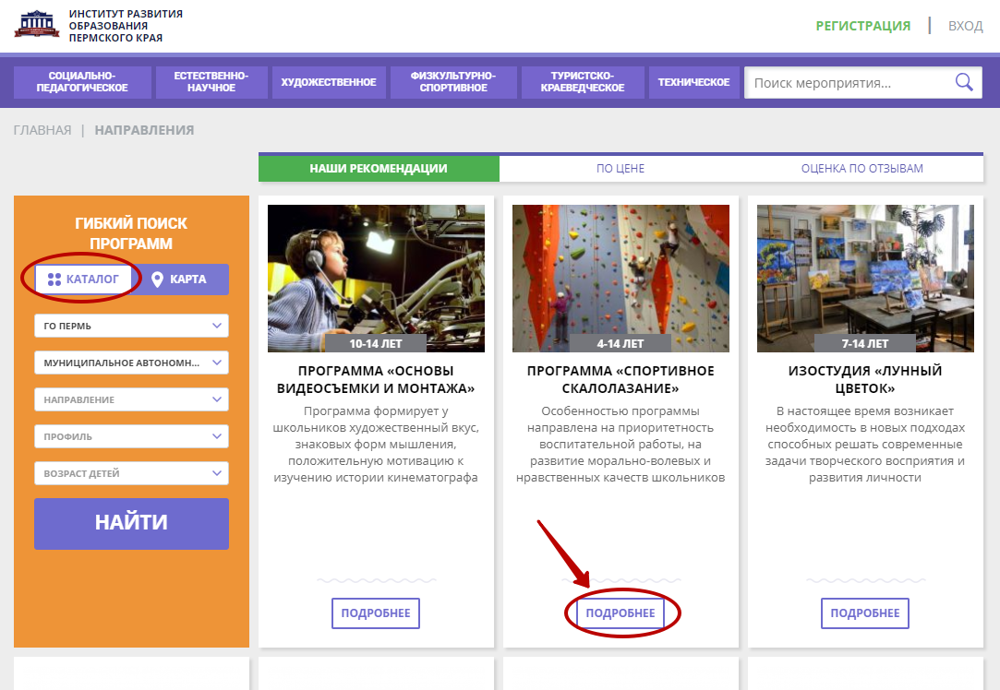 ИНСТИТУТ РАЗВИТИЯ
ОБРАЗОВАНИЯ
ПЕРМСКОГО КРАЯ
РЕГИСТРАЦИЯ | ВХОД
СОЦИАЛЬНО-
ПЕДАГОГИЧЕСКОЕ
ЕСТЕСТВЕННО-
НАУЧНОЕ
ХУДОЖЕСТВЕННОЕ
ФИЗКУЛЬТУРНО-
СПОРТИВНОЕ
ТУРИСТСКО-
КРАЕВЕДЧЕСКОЕ
ТЕХНИЧЕСКОЕ
Поиск мероприятия...
ГЛАВНАЯ | НАПРАВЛЕНИЯ
НАШИ РЕКОМЕНДАЦИИ
ПО ЦЕНЕ
ОЦЕНКА ПО ОТЗЫВАМ
ГИБКИЙ ПОИСК
ПРОГРАММ
КАТАЛОГ
КАРТА
ГО ПЕРМЬ
МУНИЦИПАЛЬНОЕ АВТОНОМН...
НАПРАВЛЕНИЕ
ПРОФИЛЬ
ВОЗРАСТ ДЕТЕЙ
НАЙТИ
10-14 ЛЕТ
ПРОГРАММА «ОСНОВЫ
ВИДЕОСЪЕМКИ И МОНТАЖА»
Программа формирует у
школьников художественный вкус,
знаковых форм мышления,
положительную мотивацию к
изучению истории кинематографа
ПОДРОБНЕЕ
4-14 ЛЕТ
ПРОГРАММА «СПОРТИВНОЕ
СКАЛОЛАЗАНИЕ»
Особенностью программы
направлена на приоритетность
воспитательной работы, на
развитие морально-волевых и
нравственных качеств школьников
ПОДРОБНЕЕ
7-14 ЛЕТ
ИЗОСТУДИЯ «ЛУННЫЙ
ЦВЕТОК»
В настоящее время возникает
необходимость в новых подходах
способных решать современные
задачи творческого восприятия и
развития личности
ПОДРОБНЕЕ